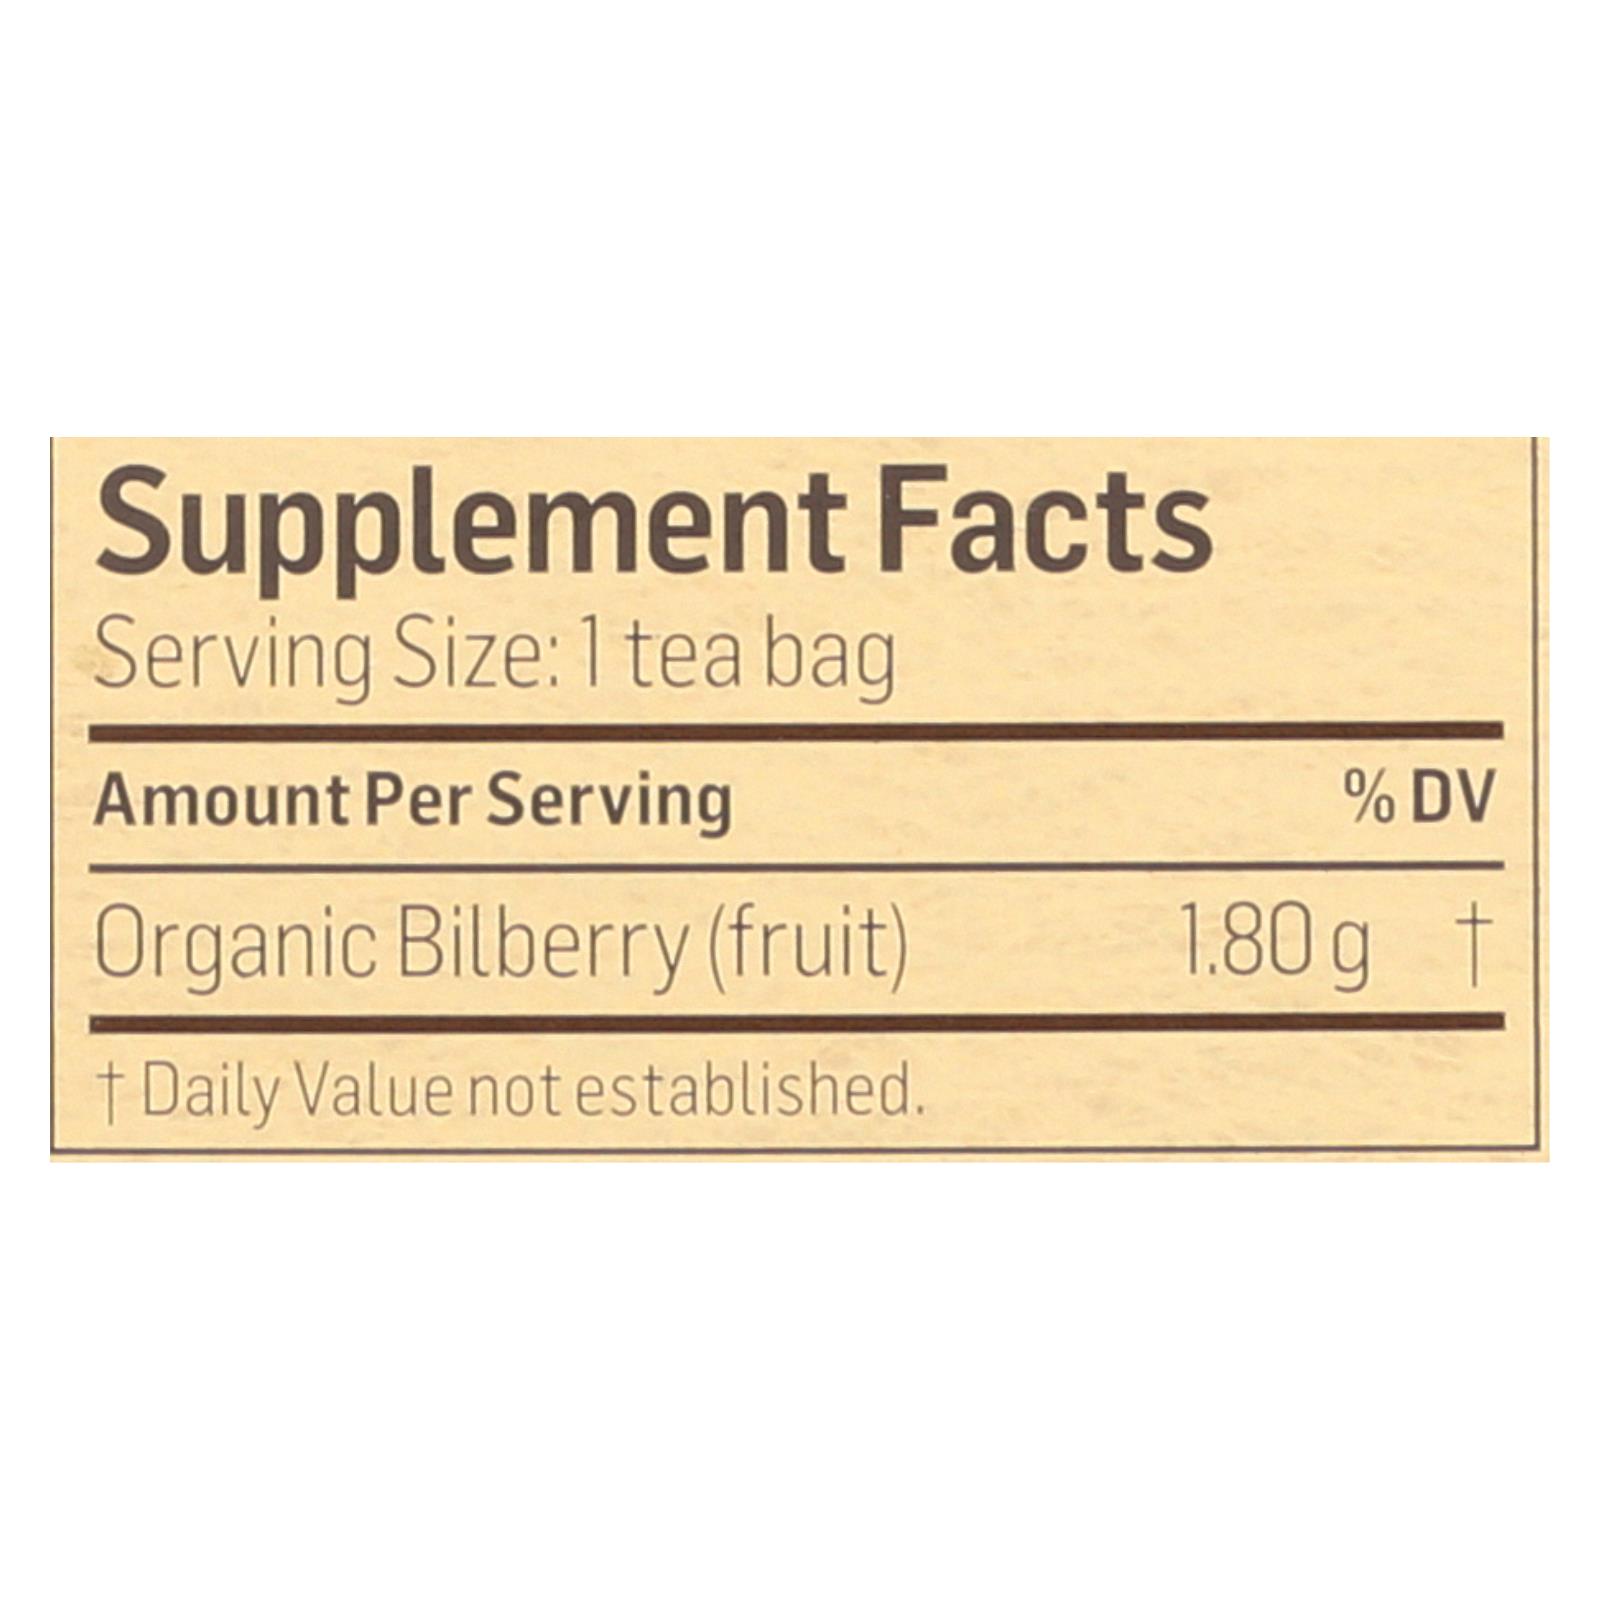 Supplement Facts
Serving Size: 1 tea bag
Amount Per Serving % DV
Organic Bilberry (fruit) 1.80 g †
† Daily Value not established.